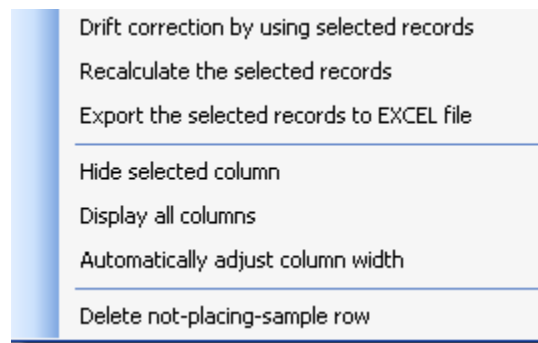 Drift correction by using selected records
Recalculate the selected records
Export the selected records to EXCEL file
Hide selected column
Display all columns
Automatically adjust column width
Delete not-placing-sample row